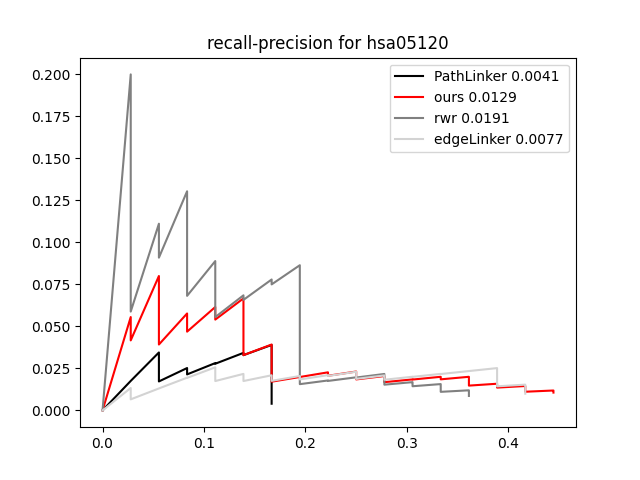 recall-precision for hsa05120
PathLinker 0.0041
ours 0.0129
rwr 0.0191
edgeLinker 0.0077
0.200
0.175
0.150
0.125
0.100
0.075
0.050
0.025
0.000
0.0 0.1 0.2 0.3 0.4